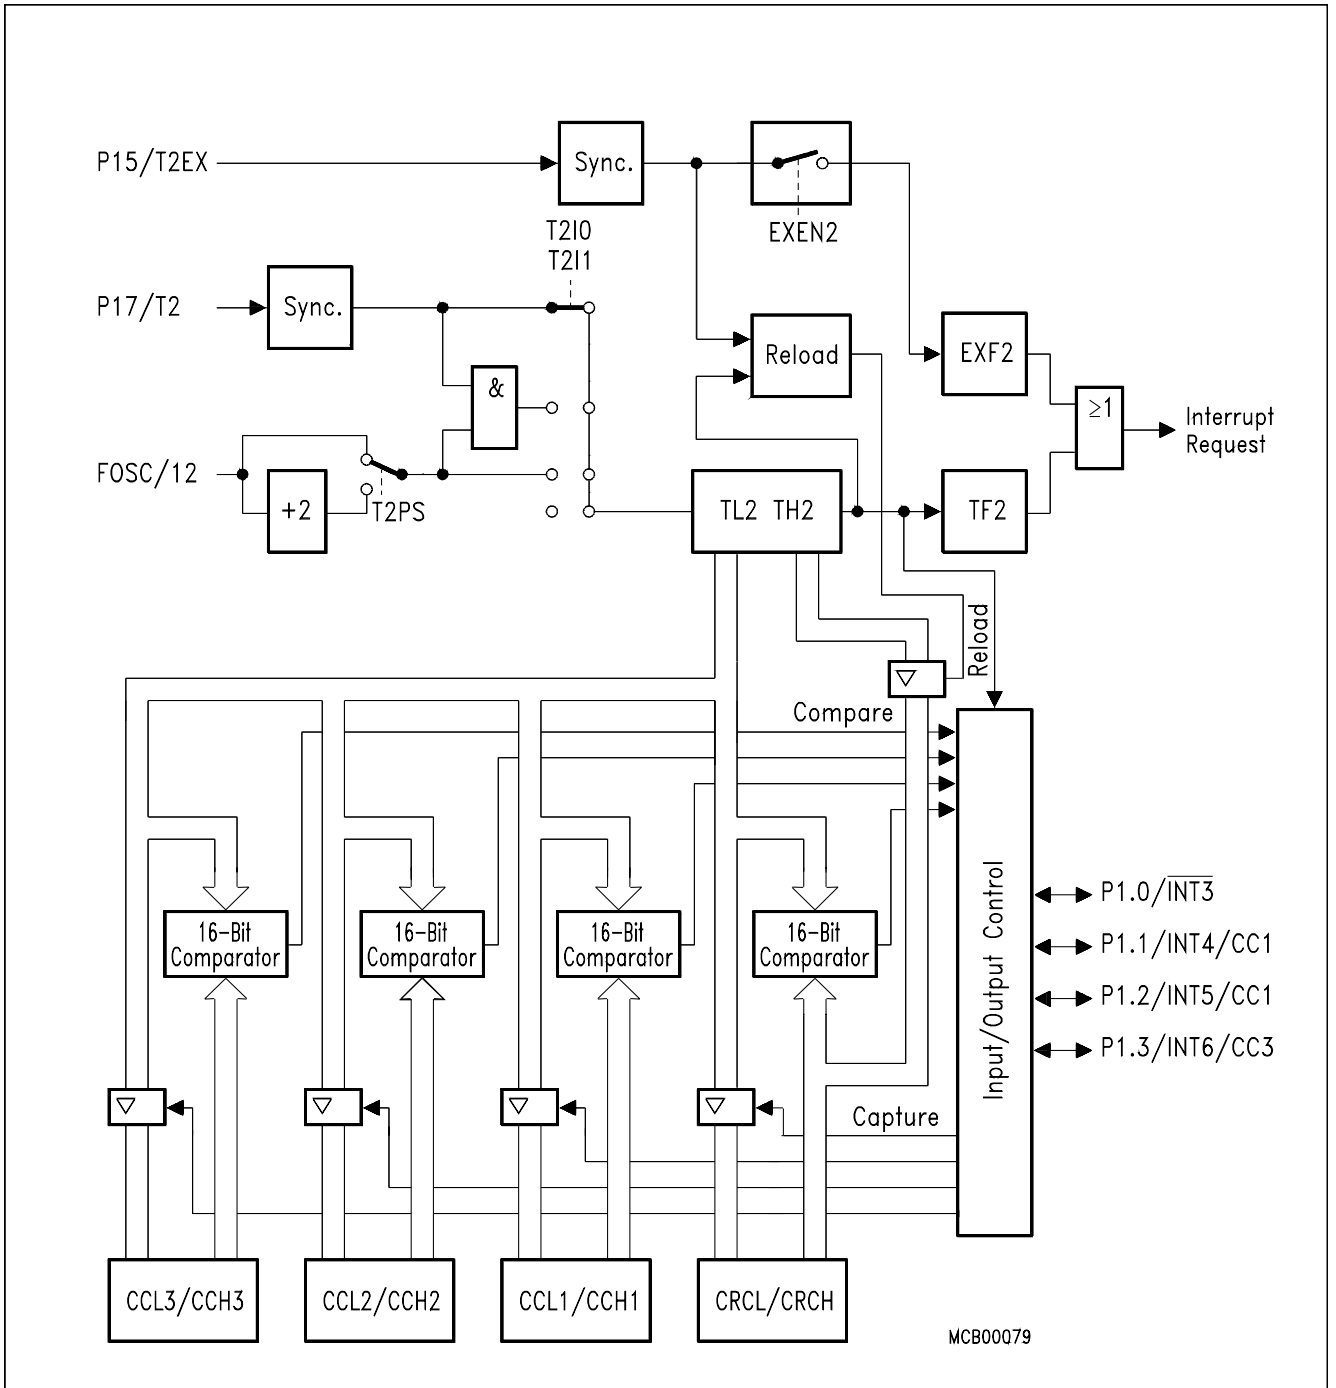 P15/T2EX
Sync.
EXEN2
T2I0
T2I1
P17/T2
Sync.
Reload
EXF2
&
≥1
Interrupt
Request
FOSC/12
+2
T2PS
TL2 TH2
TF2
Reload
Compare
16-Bit
Comparator
16-Bit
Comparator
16-Bit
Comparator
16-Bit
Comparator
Input/Output Control
P1.0/I̅N̅T̅3̅
P1.1/INT4/CC1
P1.2/INT5/CC1
P1.3/INT6/CC3
Capture
CCL3/CCH3
CCL2/CCH2
CCL1/CCH1
CRCL/CRCH
MCB00079